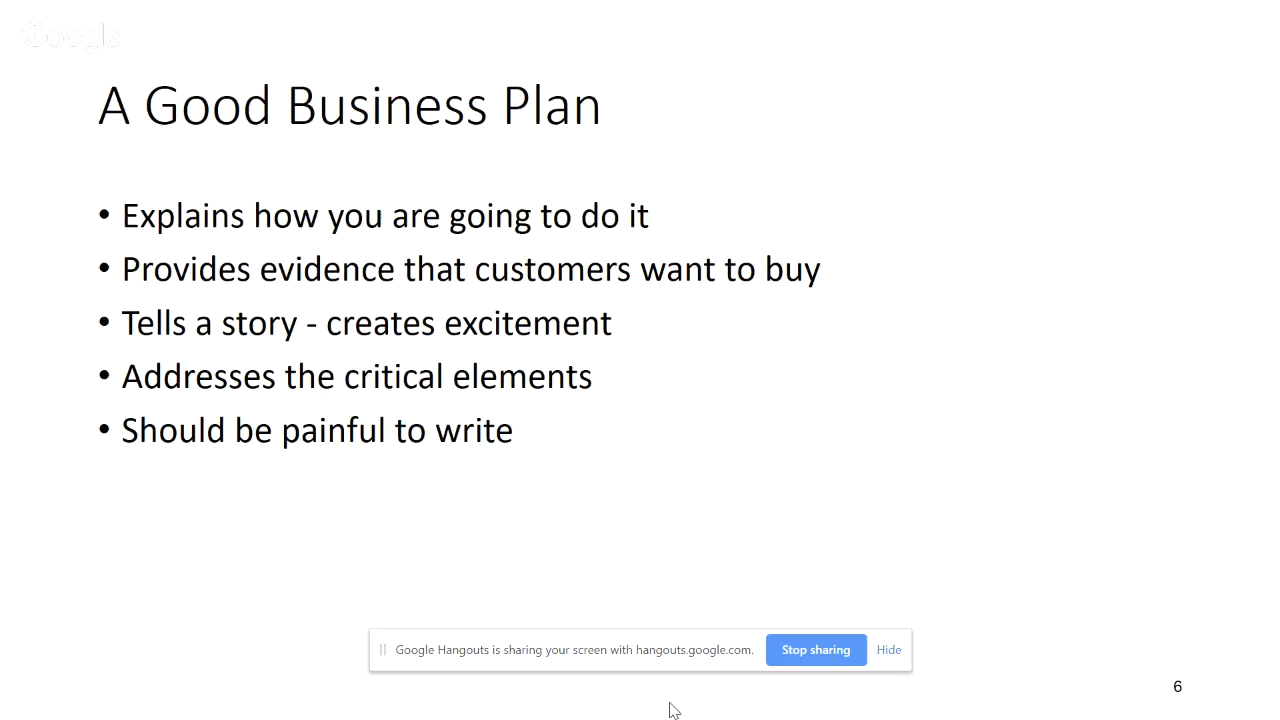 Google
A Good Business Plan
• Explains how you are going to do it
• Provides evidence that customers want to buy
• Tells a story - creates excitement
• Addresses the critical elements
• Should be painful to write
Google Hangouts is sharing your screen with hangouts.google.com. Stop sharing Hide
6